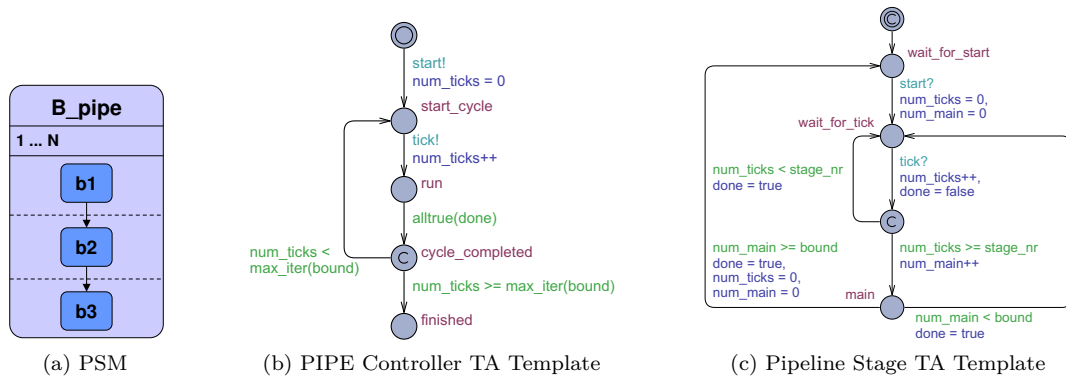 B_pipe
1 ... N
b1
b2
b3
(a) PSM
start!
num_ticks = 0
start_cycle
tick!
num_ticks++
run
alltrue(done)
cycle_completed
C
num_ticks <
max_iter(bound)
num_ticks >= max_iter(bound)
finished
(b) PIPE Controller TA Template
C
wait_for_start
start?
num_ticks = 0,
num_main = 0
wait_for_tick
tick?
num_ticks++,
done = false
num_ticks < stage_nr
done = true
C
num_ticks >= stage_nr
num_main++
num_main >= bound
done = true,
num_ticks = 0,
num_main = 0
main
num_main < bound
done = true
(c) Pipeline Stage TA Template